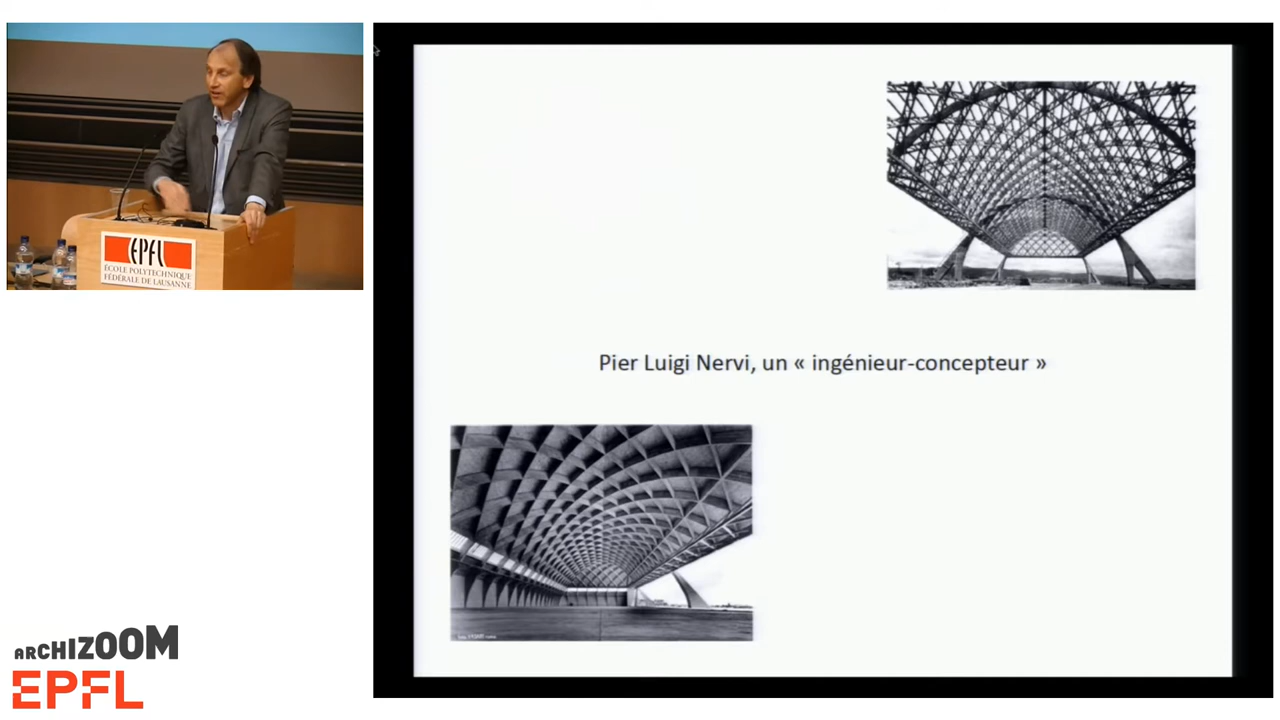 EPFL
ÉCOLE POLYTECHNIQUE
FÉDÉRALE DE LAUSANNE
Pier Luigi Nervi, un « ingénieur-concepteur »
ARCHIZOOM
EPFL